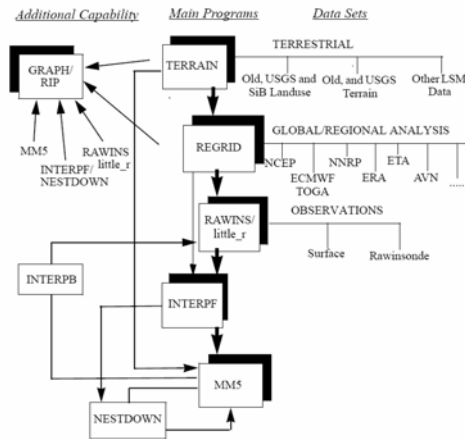 Additional Capability
Main Programs
Data Sets
GRAPH/
RIP
TERRAIN
TERRESTRIAL
Old, USGS and
SiB Landuse
Old, and USGS
Terrain
Other LSM
Data
MM5
INTERPF/
NESTDOWN
RAWINS
little_r
REGRID
GLOBAL/REGIONAL ANALYSIS
NCEP
ECMWF
TOGA
NNRP
ERA
ETA
AVN
.....
RAWINS/
little_r
OBSERVATIONS
Surface
Rawinsonde
INTERPB
INTERPF
MM5
NESTDOWN